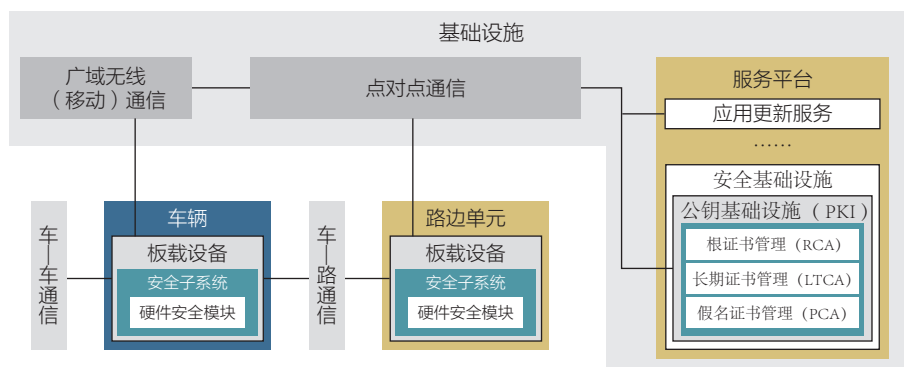 基础设施
广域无线
（移动）通信
点对点通信
服务平台
应用更新服务
……
安全基础设施
公钥基础设施（PKI）
根证书管理（RCA）
长期证书管理（LTCA）
假名证书管理（PCA）
车—车通信
车辆
板载设备
安全子系统
硬件安全模块
车—路通信
路边单元
板载设备
安全子系统
硬件安全模块